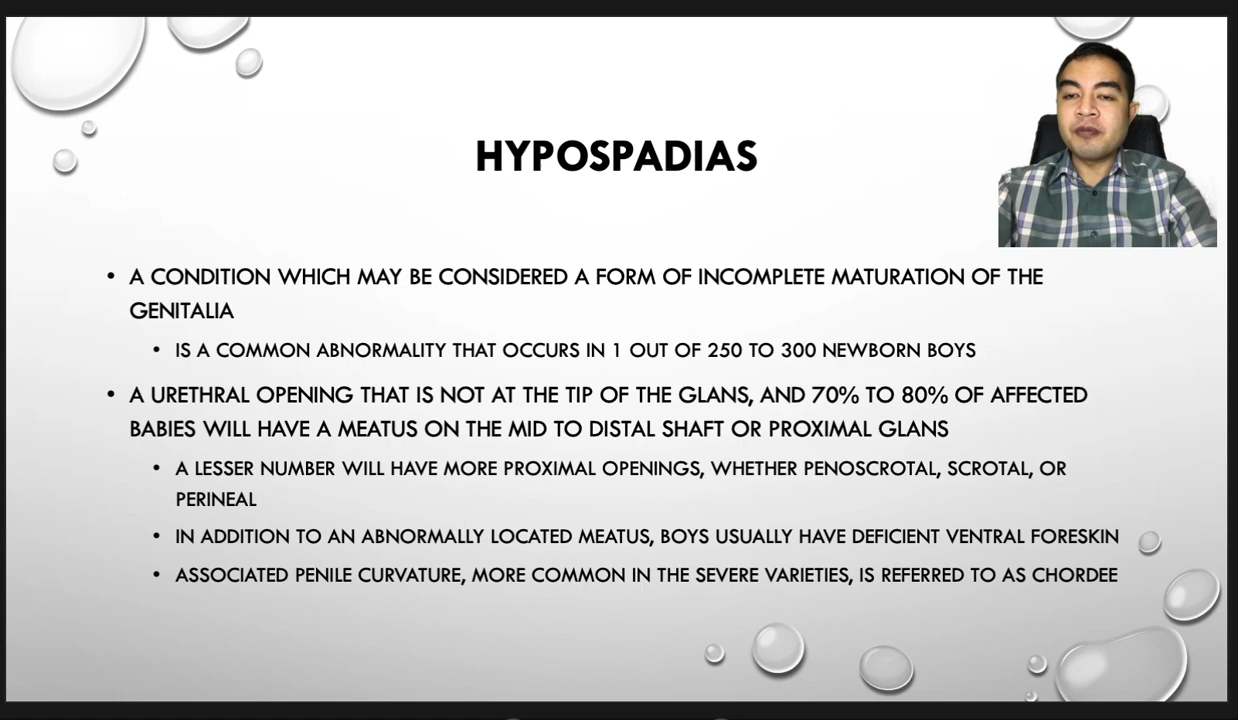 HYPOSPADIAS
• A CONDITION WHICH MAY BE CONSIDERED A FORM OF INCOMPLETE MATURATION OF THE
GENITALIA
• IS A COMMON ABNORMALITY THAT OCCURS IN 1 OUT OF 250 TO 300 NEWBORN BOYS
• A URETHRAL OPENING THAT IS NOT AT THE TIP OF THE GLANS, AND 70% TO 80% OF AFFECTED
BABIES WILL HAVE A MEATUS ON THE MID TO DISTAL SHAFT OR PROXIMAL GLANS
• A LESSER NUMBER WILL HAVE MORE PROXIMAL OPENINGS, WHETHER PENOSCROTAL, SCROTAL, OR
PERINEAL
• IN ADDITION TO AN ABNORMALLY LOCATED MEATUS, BOYS USUALLY HAVE DEFICIENT VENTRAL FORESKIN
• ASSOCIATED PENILE CURVATURE, MORE COMMON IN THE SEVERE VARIETIES, IS REFERRED TO AS CHORDEE